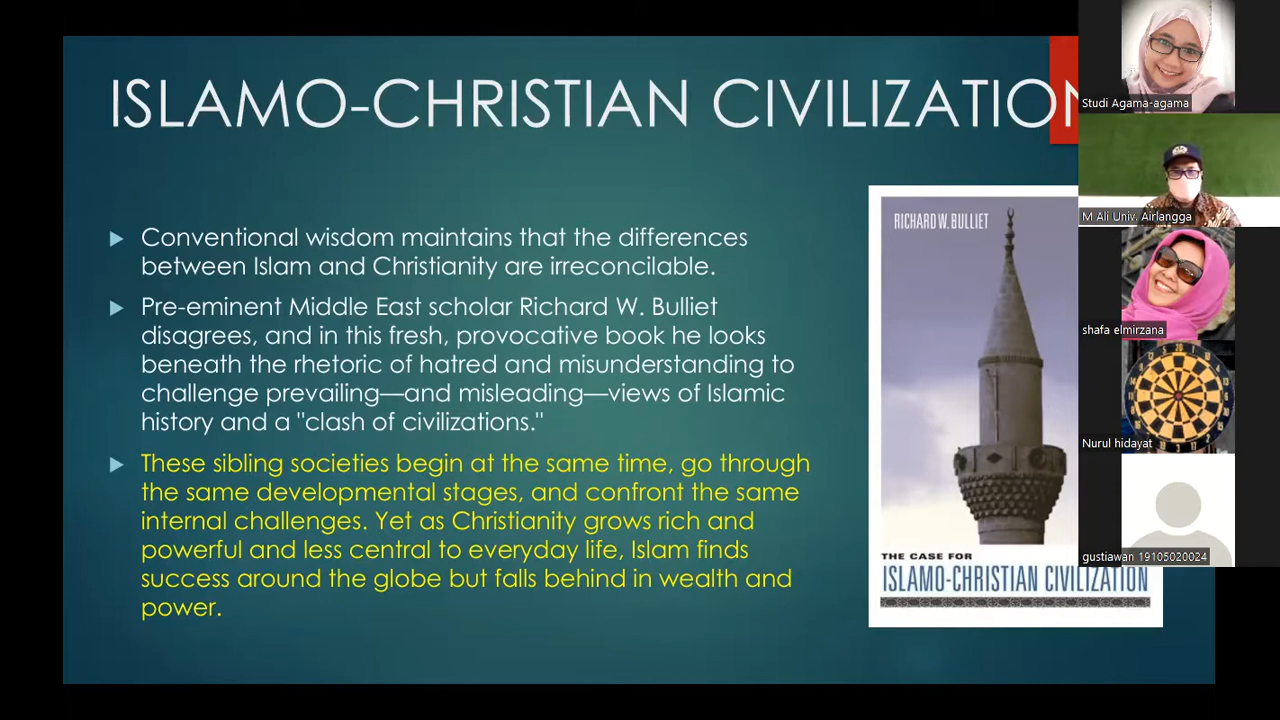 ISLAMO-CHRISTIAN CIVILIZATION
Conventional wisdom maintains that the differences
between Islam and Christianity are irreconcilable.
Pre-eminent Middle East scholar Richard W. Bulliet
disagrees, and in this fresh, provocative book he looks
beneath the rhetoric of hatred and misunderstanding to
challenge prevailing—and misleading—views of Islamic
history and a "clash of civilizations."
These sibling societies begin at the same time, go through
the same developmental stages, and confront the same
internal challenges. Yet as Christianity grows rich and
powerful and less central to everyday life, Islam finds
success around the globe but falls behind in wealth and
power.
RICHARD W. BULLIET
THE CASE FOR
ISLAMO-CHRISTIAN CIVILIZATION
Studi Agama-agama
M Ali Univ. Airlangga
shafa elmirzana
Nurul hidayat
gustiawan 19105020024